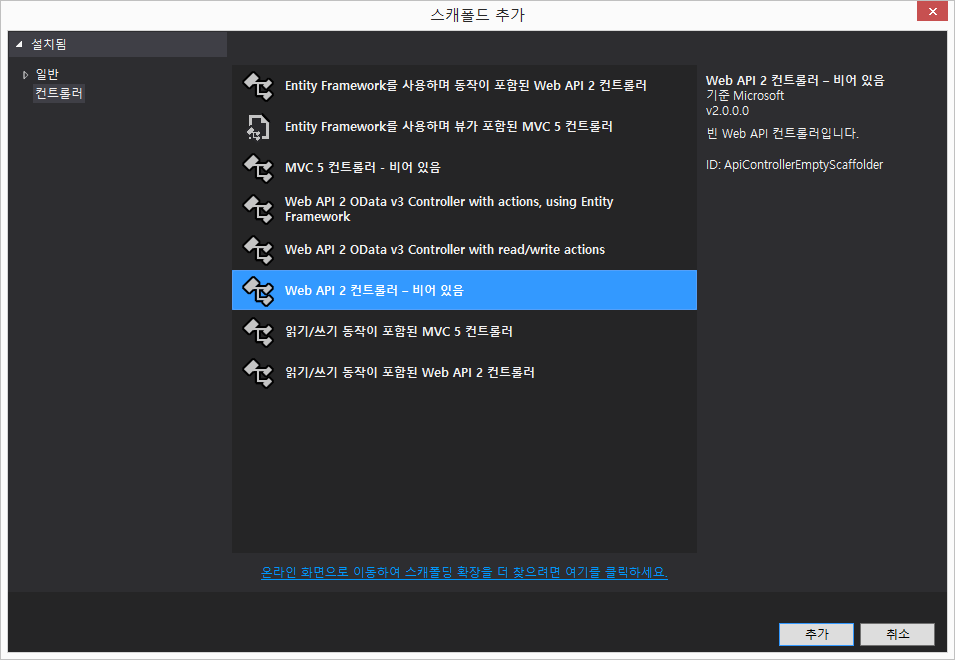 스캐폴드 추가
설치됨
일반
컨트롤러
Entity Framework를 사용하며 동작이 포함된 Web API 2 컨트롤러
Entity Framework를 사용하며 뷰가 포함된 MVC 5 컨트롤러
MVC 5 컨트롤러 - 비어 있음
Web API 2 OData v3 Controller with actions, using Entity
Framework
Web API 2 OData v3 Controller with read/write actions
Web API 2 컨트롤러 – 비어 있음
읽기/쓰기 동작이 포함된 MVC 5 컨트롤러
읽기/쓰기 동작이 포함된 Web API 2 컨트롤러
Web API 2 컨트롤러 – 비어 있음
기준 Microsoft
v2.0.0.0
빈 Web API 컨트롤러입니다.
ID: ApiControllerEmptyScaffolder
온라인 화면으로 이동하여 스캐폴딩 확장을 더 찾으려면 여기를 클릭하세요.
추가
취소